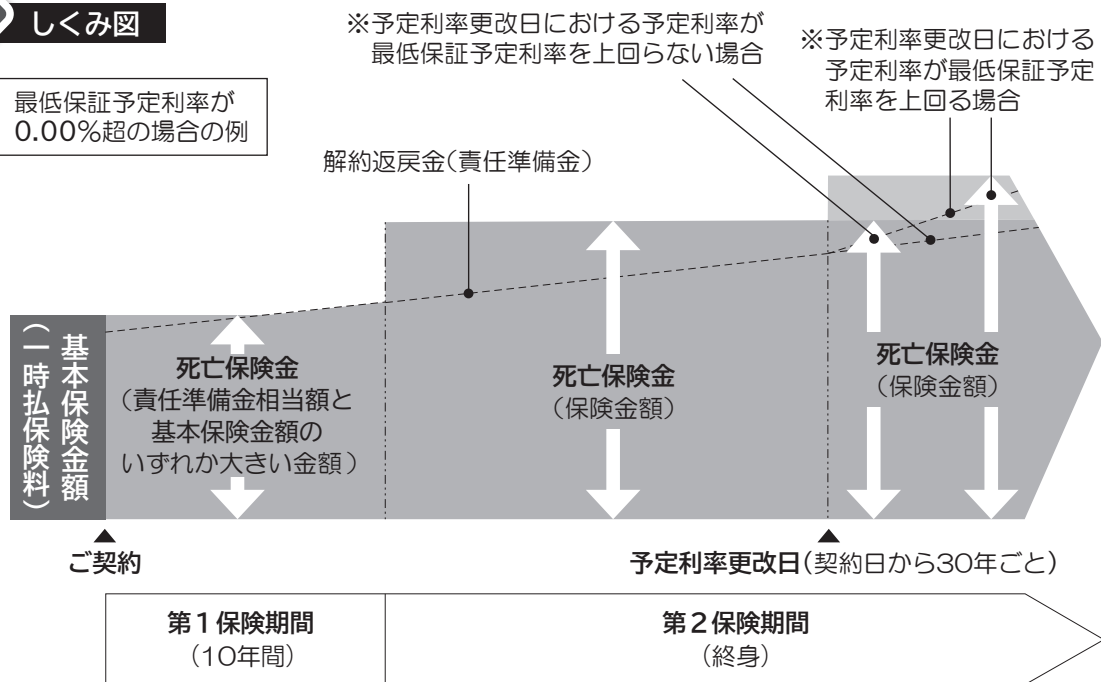 しくみ図
最低保証予定利率が
0.00%超の場合の例
※予定利率更改日における予定利率が
最低保証予定利率を上回らない場合
※予定利率更改日における
予定利率が最低保証予定
利率を上回る場合
解約返戻金(責任準備金)
基本保険金額
(一時払保険料)
死亡保険金
(責任準備金相当額と
基本保険金額の
いずれか大きい金額)
死亡保険金
(保険金額)
死亡保険金
(保険金額)
▲
ご契約
▲
予定利率更改日(契約日から30年ごと)
第1保険期間
(10年間)
第2保険期間
(終身)